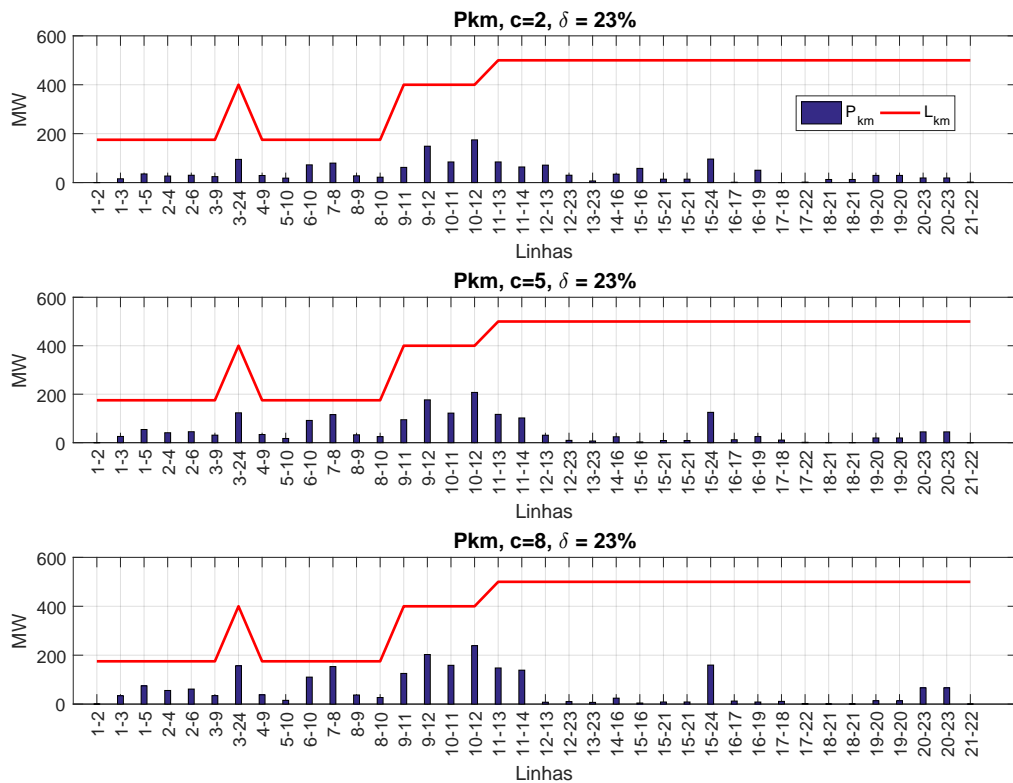 Pkm, c=2, δ = 23%
600
400
200
0
MW
P_km L_km
1-2 1-3 1-5 2-4 2-6 3-9 3-24 4-9 5-10 6-10 7-8 8-9 8-10 9-11 9-12 10-11 10-12 11-13 11-14 12-13 12-23 13-23 14-16 15-16 15-21 15-21 15-24 16-17 16-19 17-18 17-22 18-21 18-21 19-20 19-20 20-23 20-23 21-22
Linhas
Pkm, c=5, δ = 23%
600
400
200
0
MW
1-2 1-3 1-5 2-4 2-6 3-9 3-24 4-9 5-10 6-10 7-8 8-9 8-10 9-11 9-12 10-11 10-12 11-13 11-14 12-13 12-23 13-23 14-16 15-16 15-21 15-21 15-24 16-17 16-19 17-18 17-22 18-21 18-21 19-20 19-20 20-23 20-23 21-22
Linhas
Pkm, c=8, δ = 23%
600
400
200
0
MW
1-2 1-3 1-5 2-4 2-6 3-9 3-24 4-9 5-10 6-10 7-8 8-9 8-10 9-11 9-12 10-11 10-12 11-13 11-14 12-13 12-23 13-23 14-16 15-16 15-21 15-21 15-24 16-17 16-19 17-18 17-22 18-21 18-21 19-20 19-20 20-23 20-23 21-22
Linhas